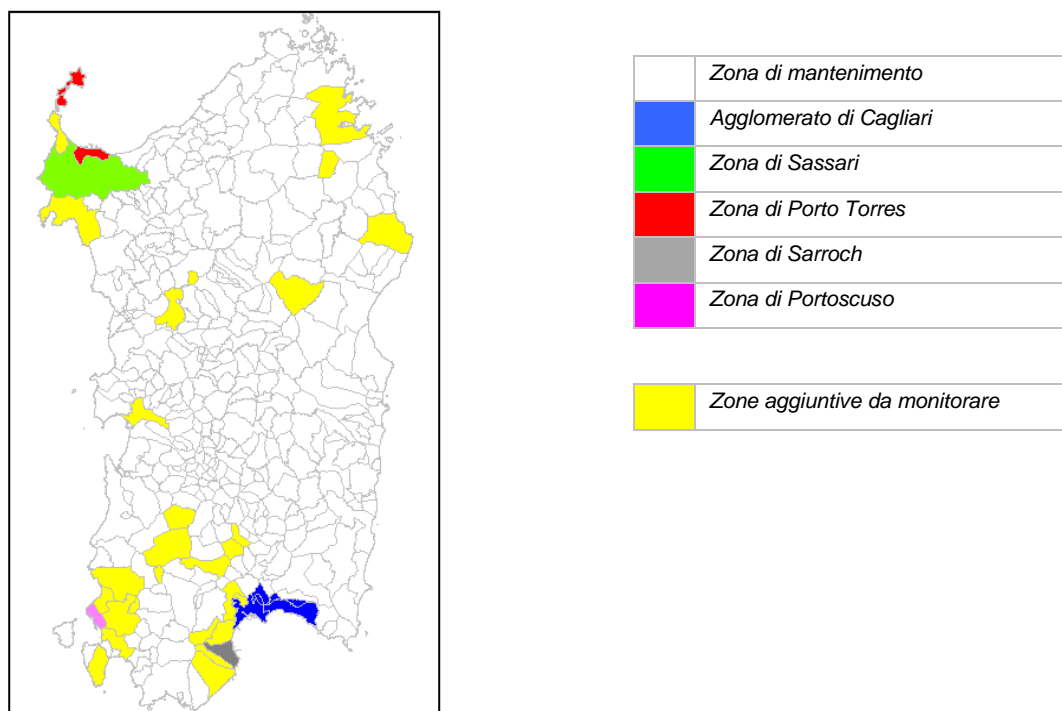 Zona di mantenimento
Agglomerato di Cagliari
Zona di Sassari
Zona di Porto Torres
Zona di Sarroch
Zona di Portoscuso
Zone aggiuntive da monitorare